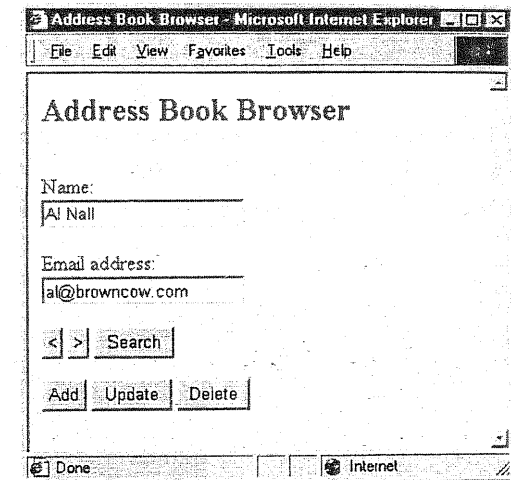 Address Book Browser - Microsoft Internet Explorer
File Edit View Favorites Tools Help
Address Book Browser
Name:
Al Nall
Email address:
al@browncow.com
< > Search
Add Update Delete
Done Internet